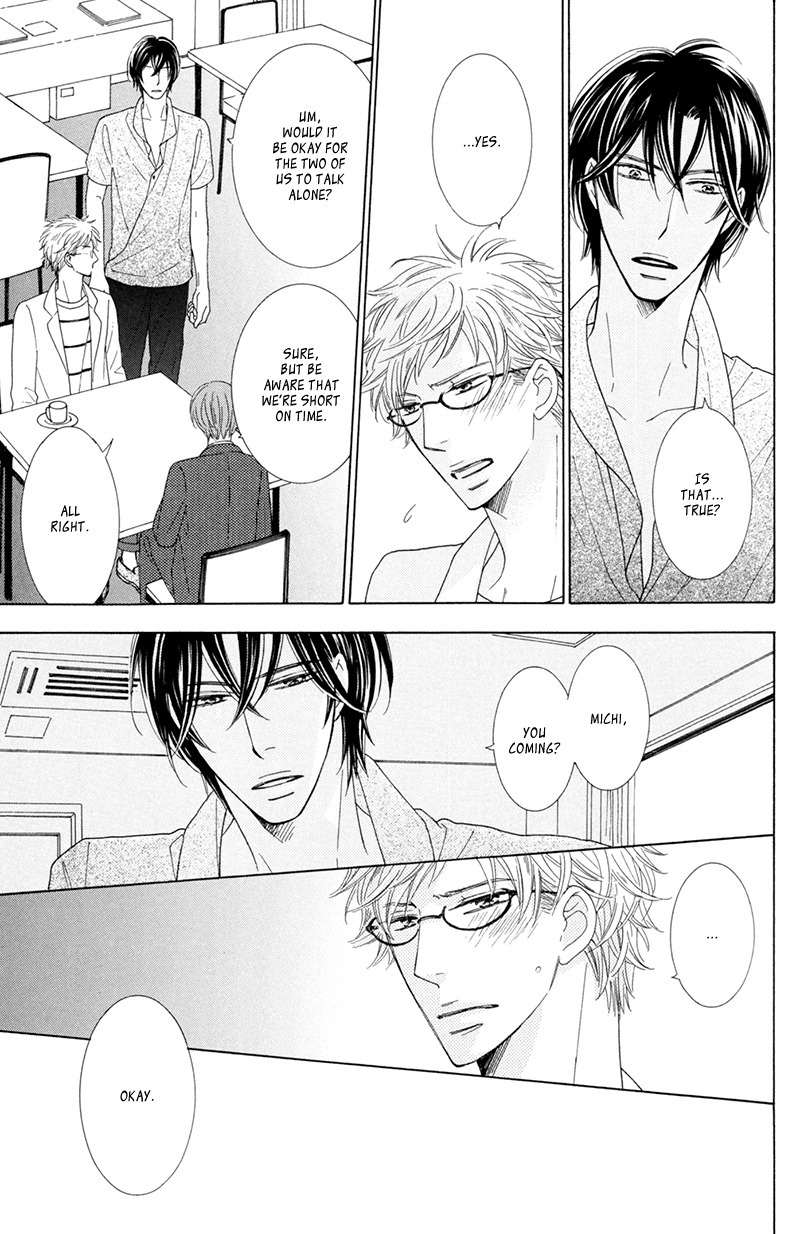 IS
THAT...
TRUE?
...YES.
UM,
WOULD IT
BE OKAY FOR
THE TWO OF
US TO TALK
ALONE?
SURE,
BUT BE
AWARE THAT
WE'RE SHORT
ON TIME.
ALL
RIGHT.
MICHI,
YOU
COMING?
...
OKAY.